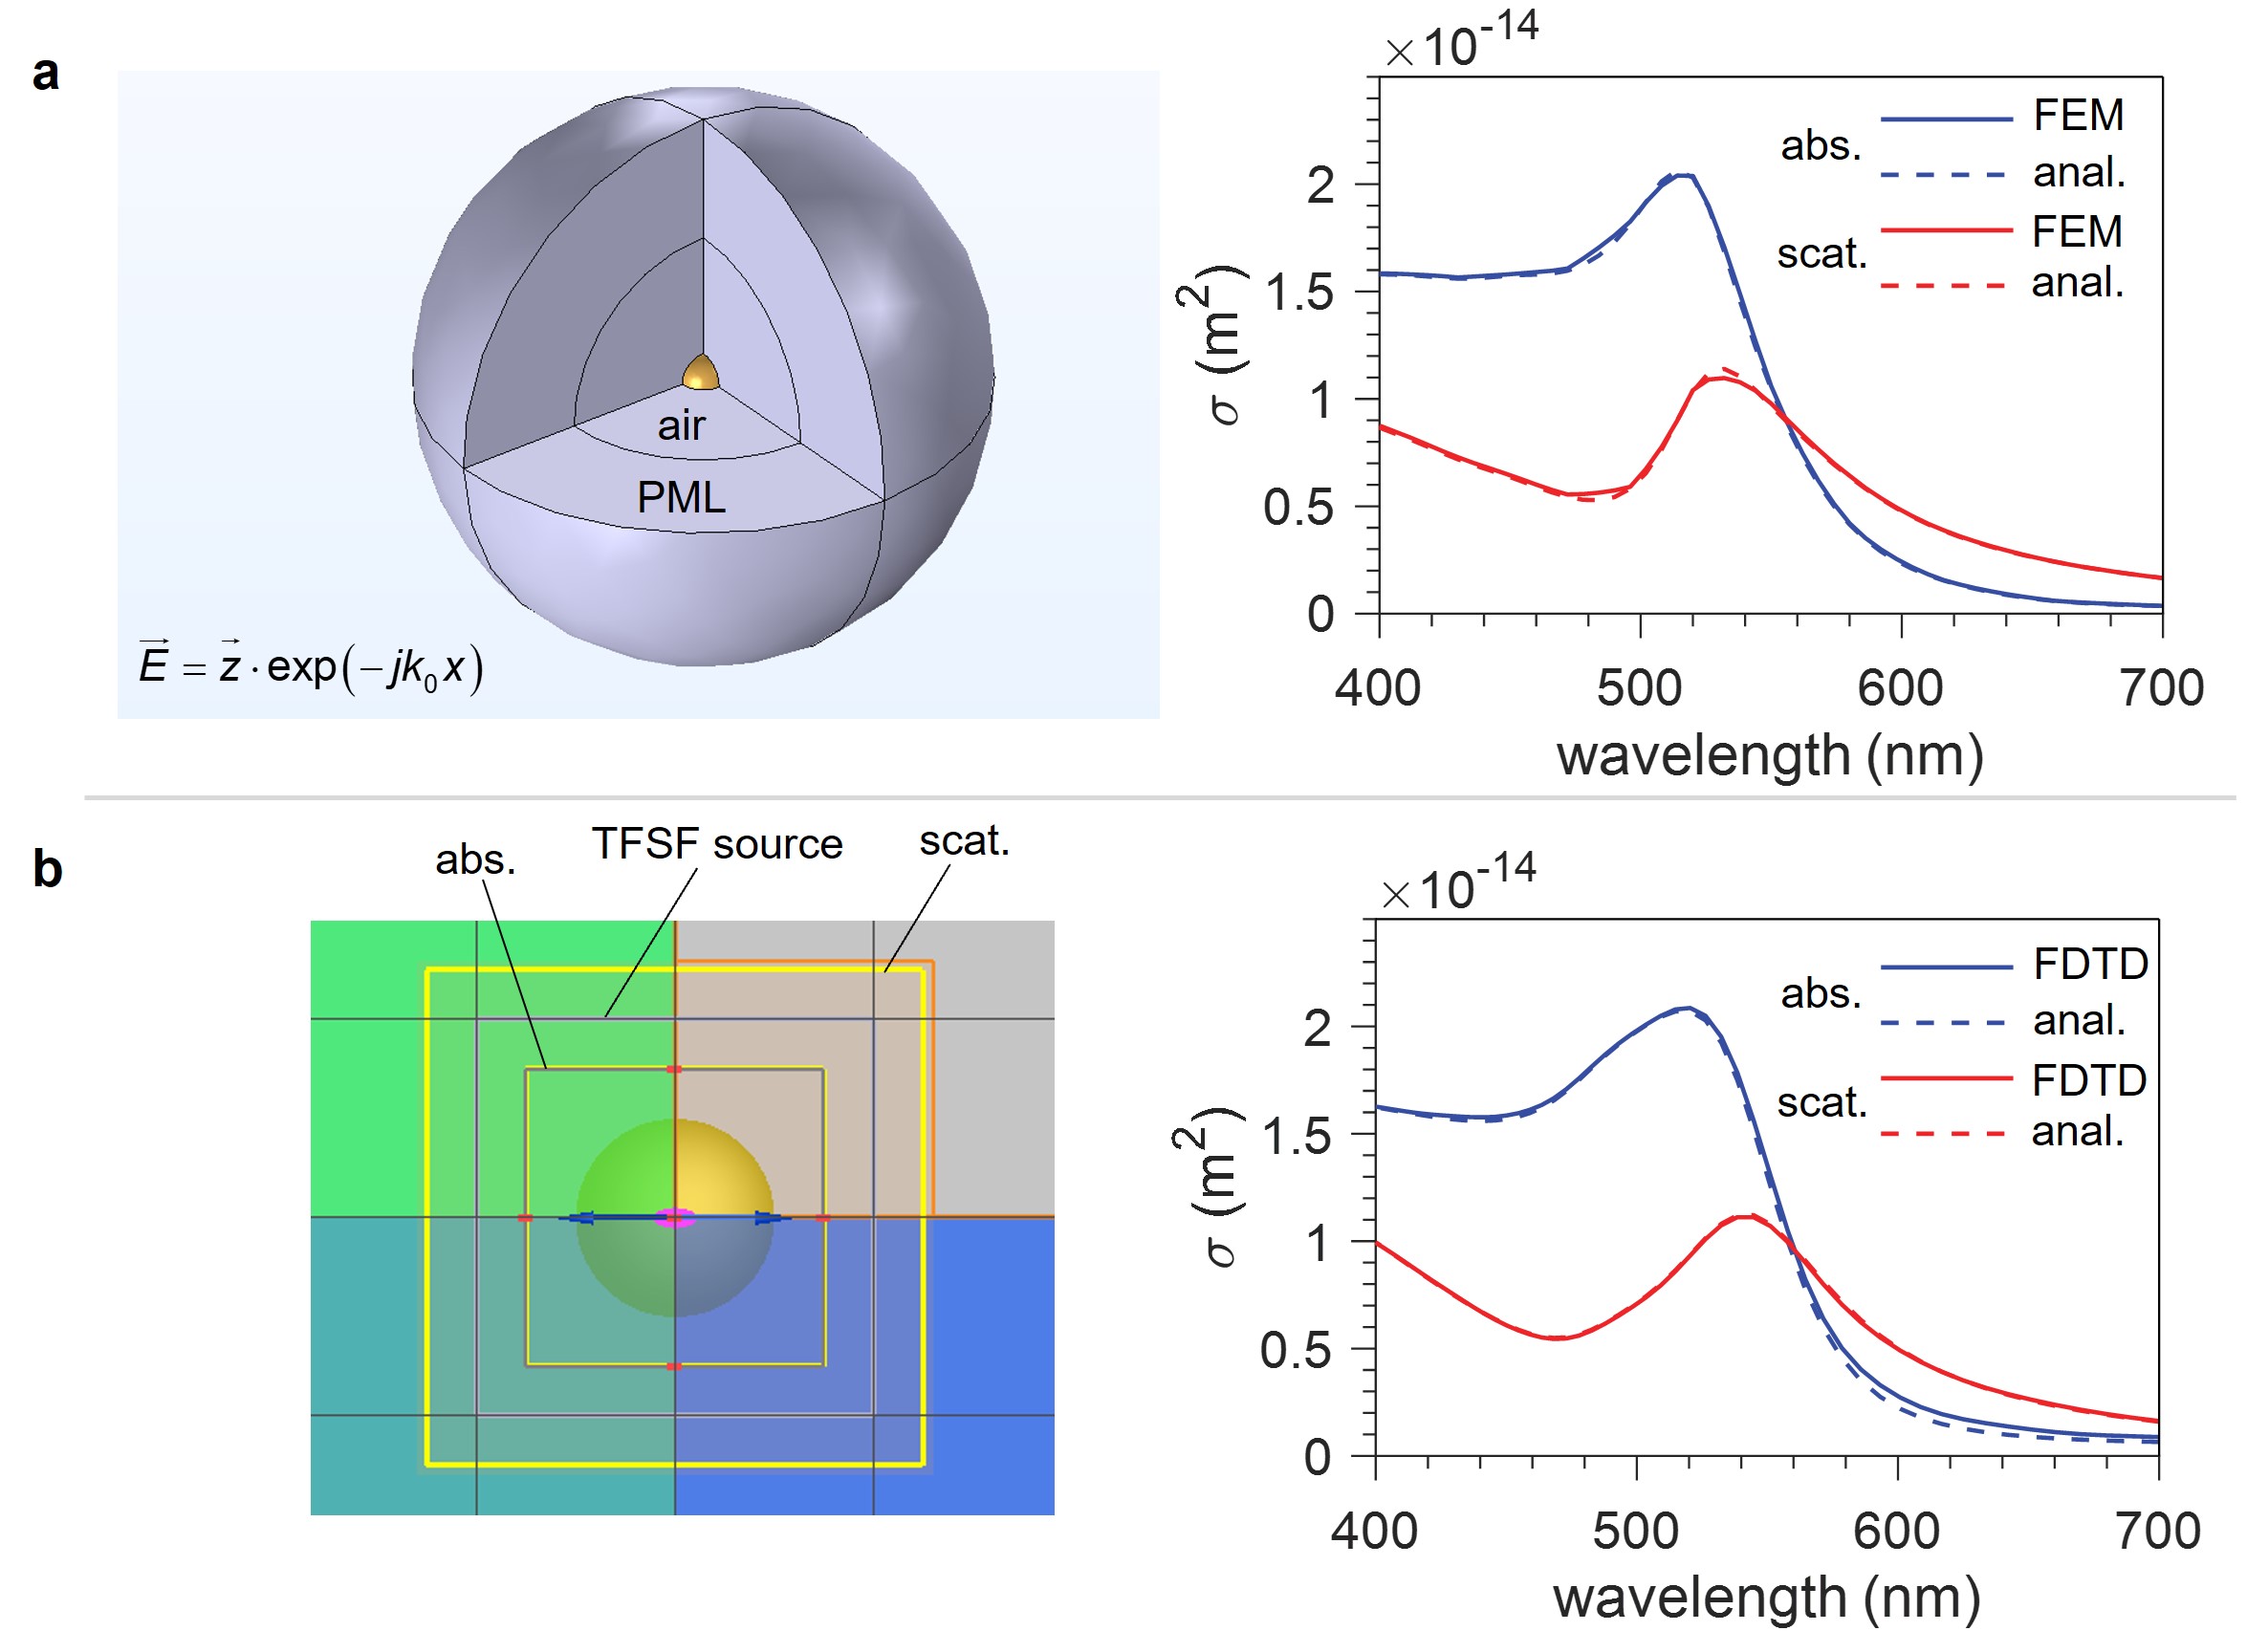 a
air
PML
E⃗ = z⃗ · exp(−jk₀x)
×10⁻¹⁴
abs.
FEM
anal.
scat.
FEM
anal.
2
1.5
1
0.5
0
σ (m²)
400 500 600 700
wavelength (nm)
b
abs.
TFSF source
scat.
×10⁻¹⁴
abs.
FDTD
anal.
scat.
FDTD
anal.
2
1.5
1
0.5
0
σ (m²)
400 500 600 700
wavelength (nm)